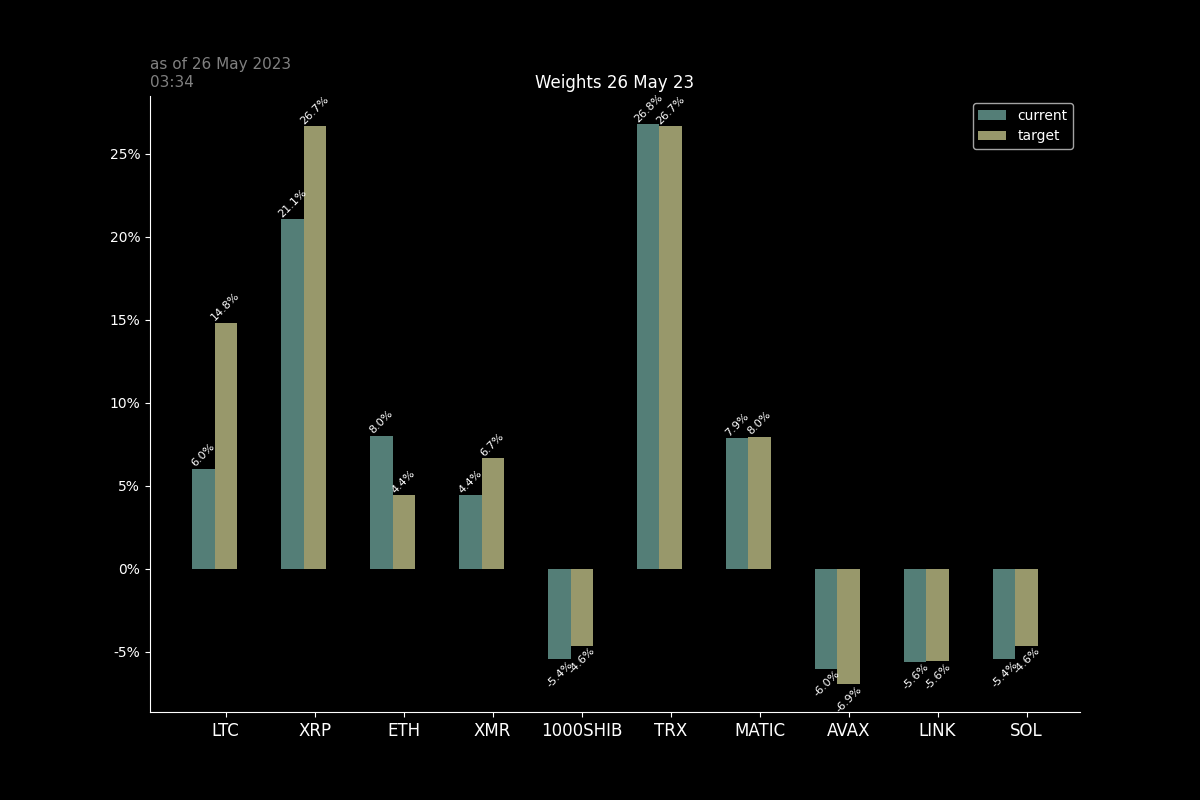 as of 26 May 2023
03:34
Weights 26 May 23
current
target
25%
20%
15%
10%
5%
0%
-5%
6.0%
14.8%
21.1%
26.7%
8.0%
4.4%
4.4%
6.7%
-5.4%
-4.6%
26.8%
26.7%
7.9%
8.0%
-6.0%
-6.9%
-5.6%
-5.6%
-5.4%
-4.6%
LTC
XRP
ETH
XMR
1000SHIB
TRX
MATIC
AVAX
LINK
SOL